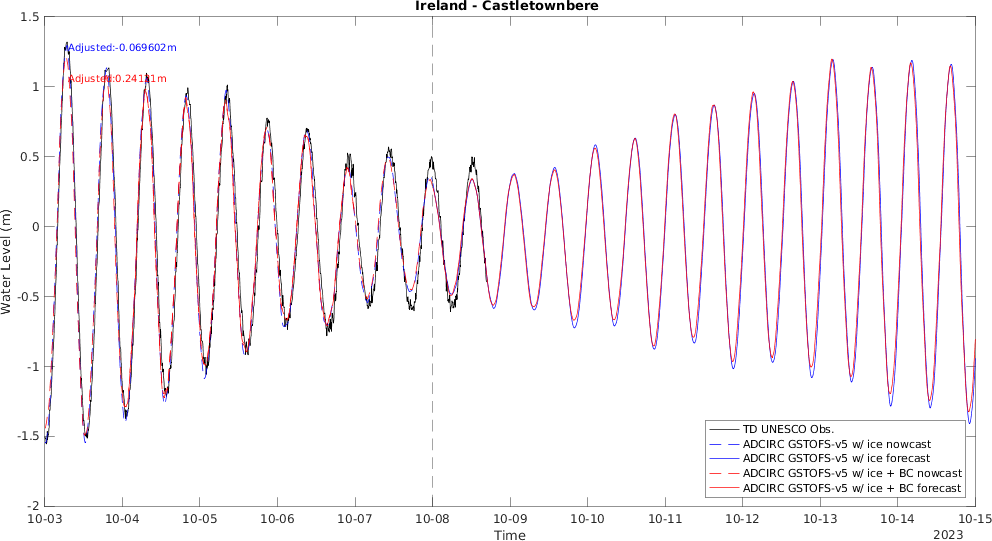 Ireland - Castletownbere
1.5
1
0.5
0
-0.5
-1
-1.5
-2
Water Level (m)
Adjusted:-0.069602m
TD UNESCO Obs.
ADCIRC GSTOFS-v5 w/ ice nowcast
ADCIRC GSTOFS-v5 w/ ice forecast
ADCIRC GSTOFS-v5 w/ ice + BC nowcast
ADCIRC GSTOFS-v5 w/ ice + BC forecast
10-03 10-04 10-05 10-06 10-07 10-08 10-09 10-10 10-11 10-12 10-13 10-14 10-15
Time
2023